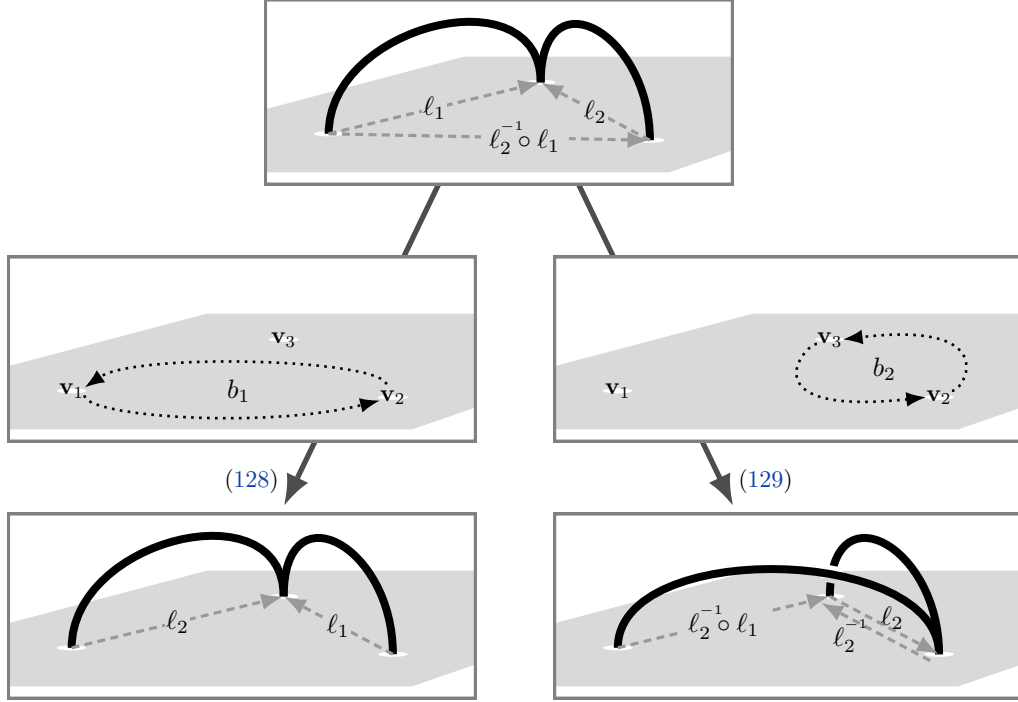 ℓ₁
ℓ₂
ℓ₂⁻¹∘ ℓ₁
v₃
v₁
b₁
v₂
v₃
b₂
v₁
v₂
(128)
(129)
ℓ₂
ℓ₁
ℓ₂⁻¹∘ ℓ₁
ℓ₂
ℓ₂⁻¹